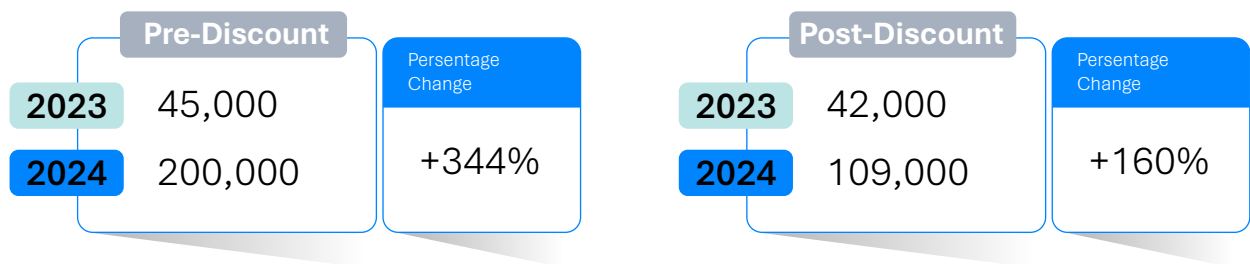 Pre-Discount
Persentage
Change
2023 45,000
2024 200,000
+344%
Post-Discount
Persentage
Change
2023 42,000
2024 109,000
+160%